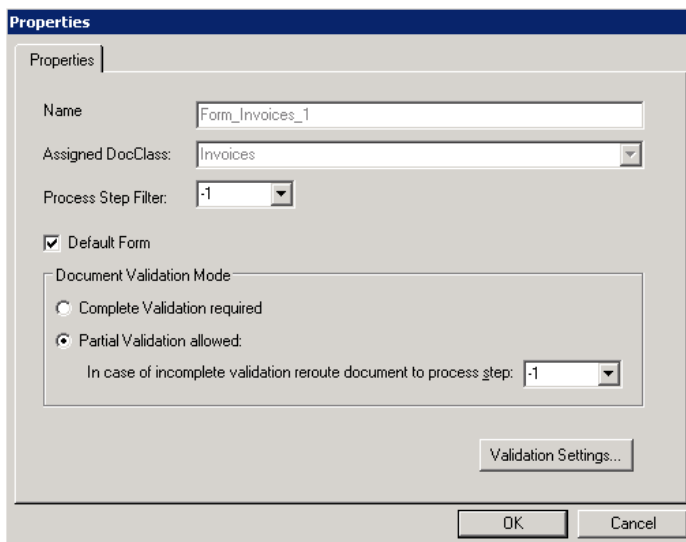 Properties
Properties
Name Form_Invoices_1
Assigned DocClass: Invoices
Process Step Filter: -1
Default Form
Document Validation Mode
Complete Validation required
Partial Validation allowed:
In case of incomplete validation reroute document to process step: -1
Validation Settings...
OK Cancel